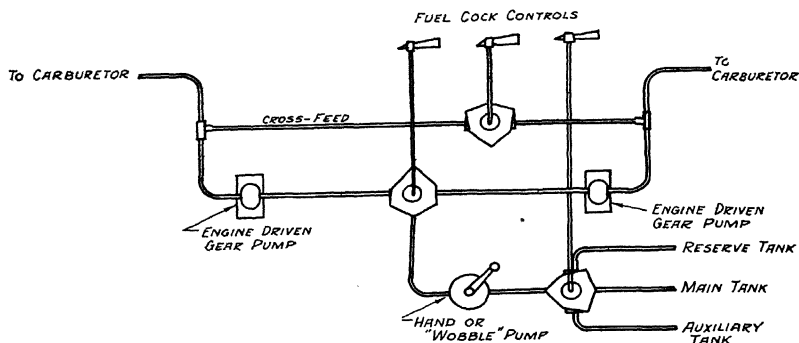 FUEL COCK CONTROLS
TO CARBURETOR
TO
CARBURETOR
CROSS-FEED
ENGINE DRIVEN
GEAR PUMP
ENGINE DRIVEN
GEAR PUMP
RESERVE TANK
MAIN TANK
HAND OR
"WOBBLE" PUMP
AUXILIARY
TANK